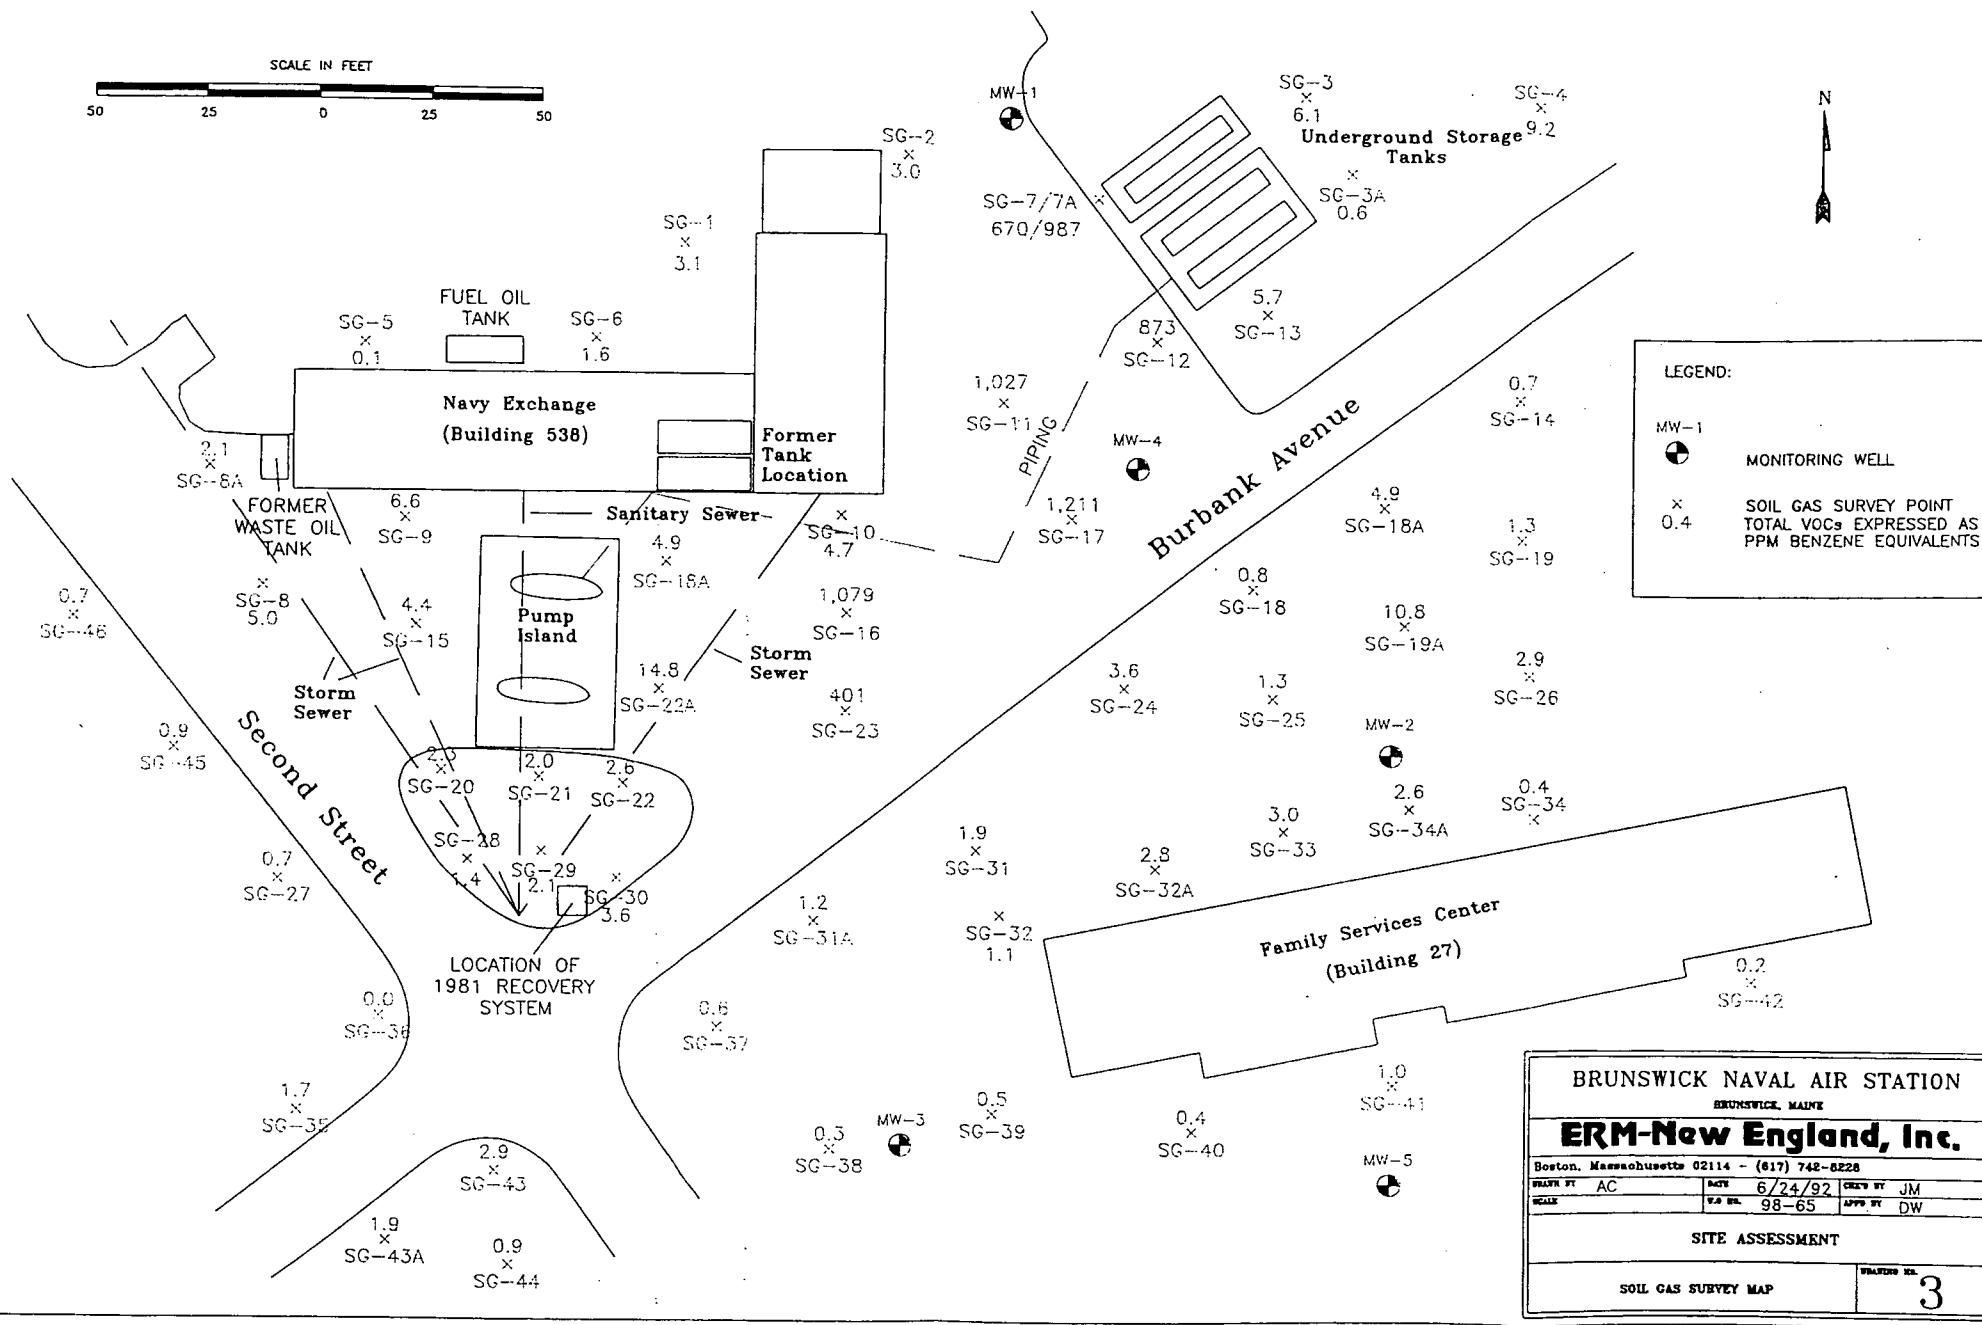 SCALE IN FEET
50 25 0 25 50
MW-1
SG-3
6.1
SG-4
9.2
Underground Storage
Tanks
N
SG-2
3.0
SG-7/7A
670/987
SG-3A
0.6
SG-1
3.1
FUEL OIL
TANK
SG-5
0.1
SG-6
1.6
5.7
SG-13
873
SG-12
Navy Exchange
(Building 538)
Former
Tank
Location
1,027
SG-11
PIPING
MW-4
Burbank Avenue
0.7
SG-14
LEGEND:
MW-1
MONITORING WELL
0.4
SOIL GAS SURVEY POINT
TOTAL VOCs EXPRESSED AS
PPM BENZENE EQUIVALENTS
2.1
SG-8A
FORMER
WASTE OIL
TANK
6.6
SG-9
Sanitary Sewer
SG-10
4.7
1,211
SG-17
4.9
SG-18A
1.3
SG-19
4.9
SG-16A
Pump
Island
0.7
SG-46
SG-8
5.0
4.4
SG-15
1,079
SG-16
0.8
SG-18
10.8
SG-19A
Storm
Sewer
Storm
Sewer
14.8
SG-22A
401
SG-23
3.6
SG-24
1.3
SG-25
2.9
SG-26
MW-2
Second Street
0.9
SG-45
2.3
SG-20
2.0
SG-21
2.6
SG-22
SG-28
1.4
SG-29
2.1
SG-30
3.6
LOCATION OF
1981 RECOVERY
SYSTEM
0.7
SG-27
1.9
SG-31
2.8
SG-32A
3.0
SG-33
2.6
SG-34A
0.4
SG-34
1.2
SG-31A
SG-32
1.1
Family Services Center
(Building 27)
0.2
SG-42
0.0
SG-36
0.6
SG-37
1.7
SG-35
2.9
SG-43
1.9
SG-43A
0.9
SG-44
0.3
SG-38
MW-3
0.5
SG-39
0.4
SG-40
1.0
SG-41
MW-5
BRUNSWICK NAVAL AIR STATION
BRUNSWICK, MAINE
ERM-New England, Inc.
Boston, Massachusetts 02114 - (617) 742-8228
DRAWN BY AC DATE 6/24/92 CHK'D BY JM
SCALE W.O NO. 98-65 APP'D BY DW
SITE ASSESSMENT
SOIL GAS SURVEY MAP
DRAWING NO.
3